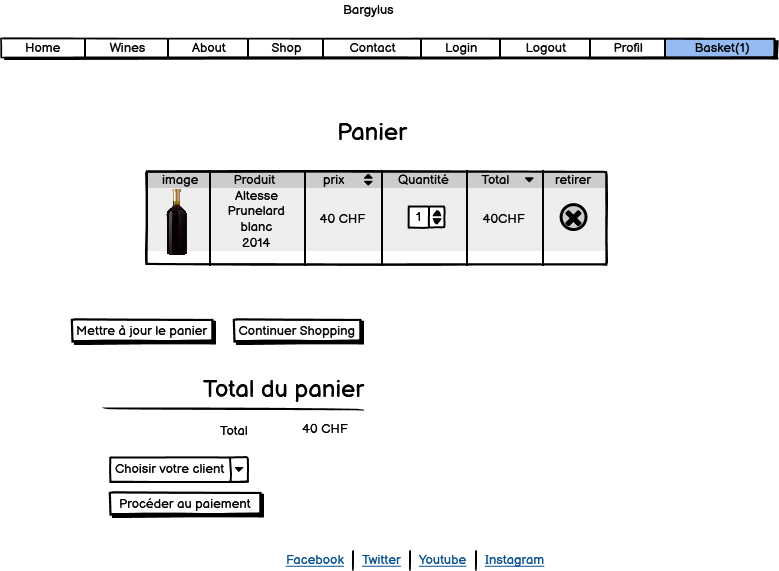 Bargylus
Home Wines About Shop Contact Login Logout Profil Basket(1)
Panier
image Produit prix Quantité Total retirer
Altesse
Prunelard
blanc
2014
40 CHF 1 40CHF
Mettre à jour le panier Continuer Shopping
Total du panier
Total 40 CHF
Choisir votre client
Procéder au paiement
Facebook Twitter Youtube Instagram